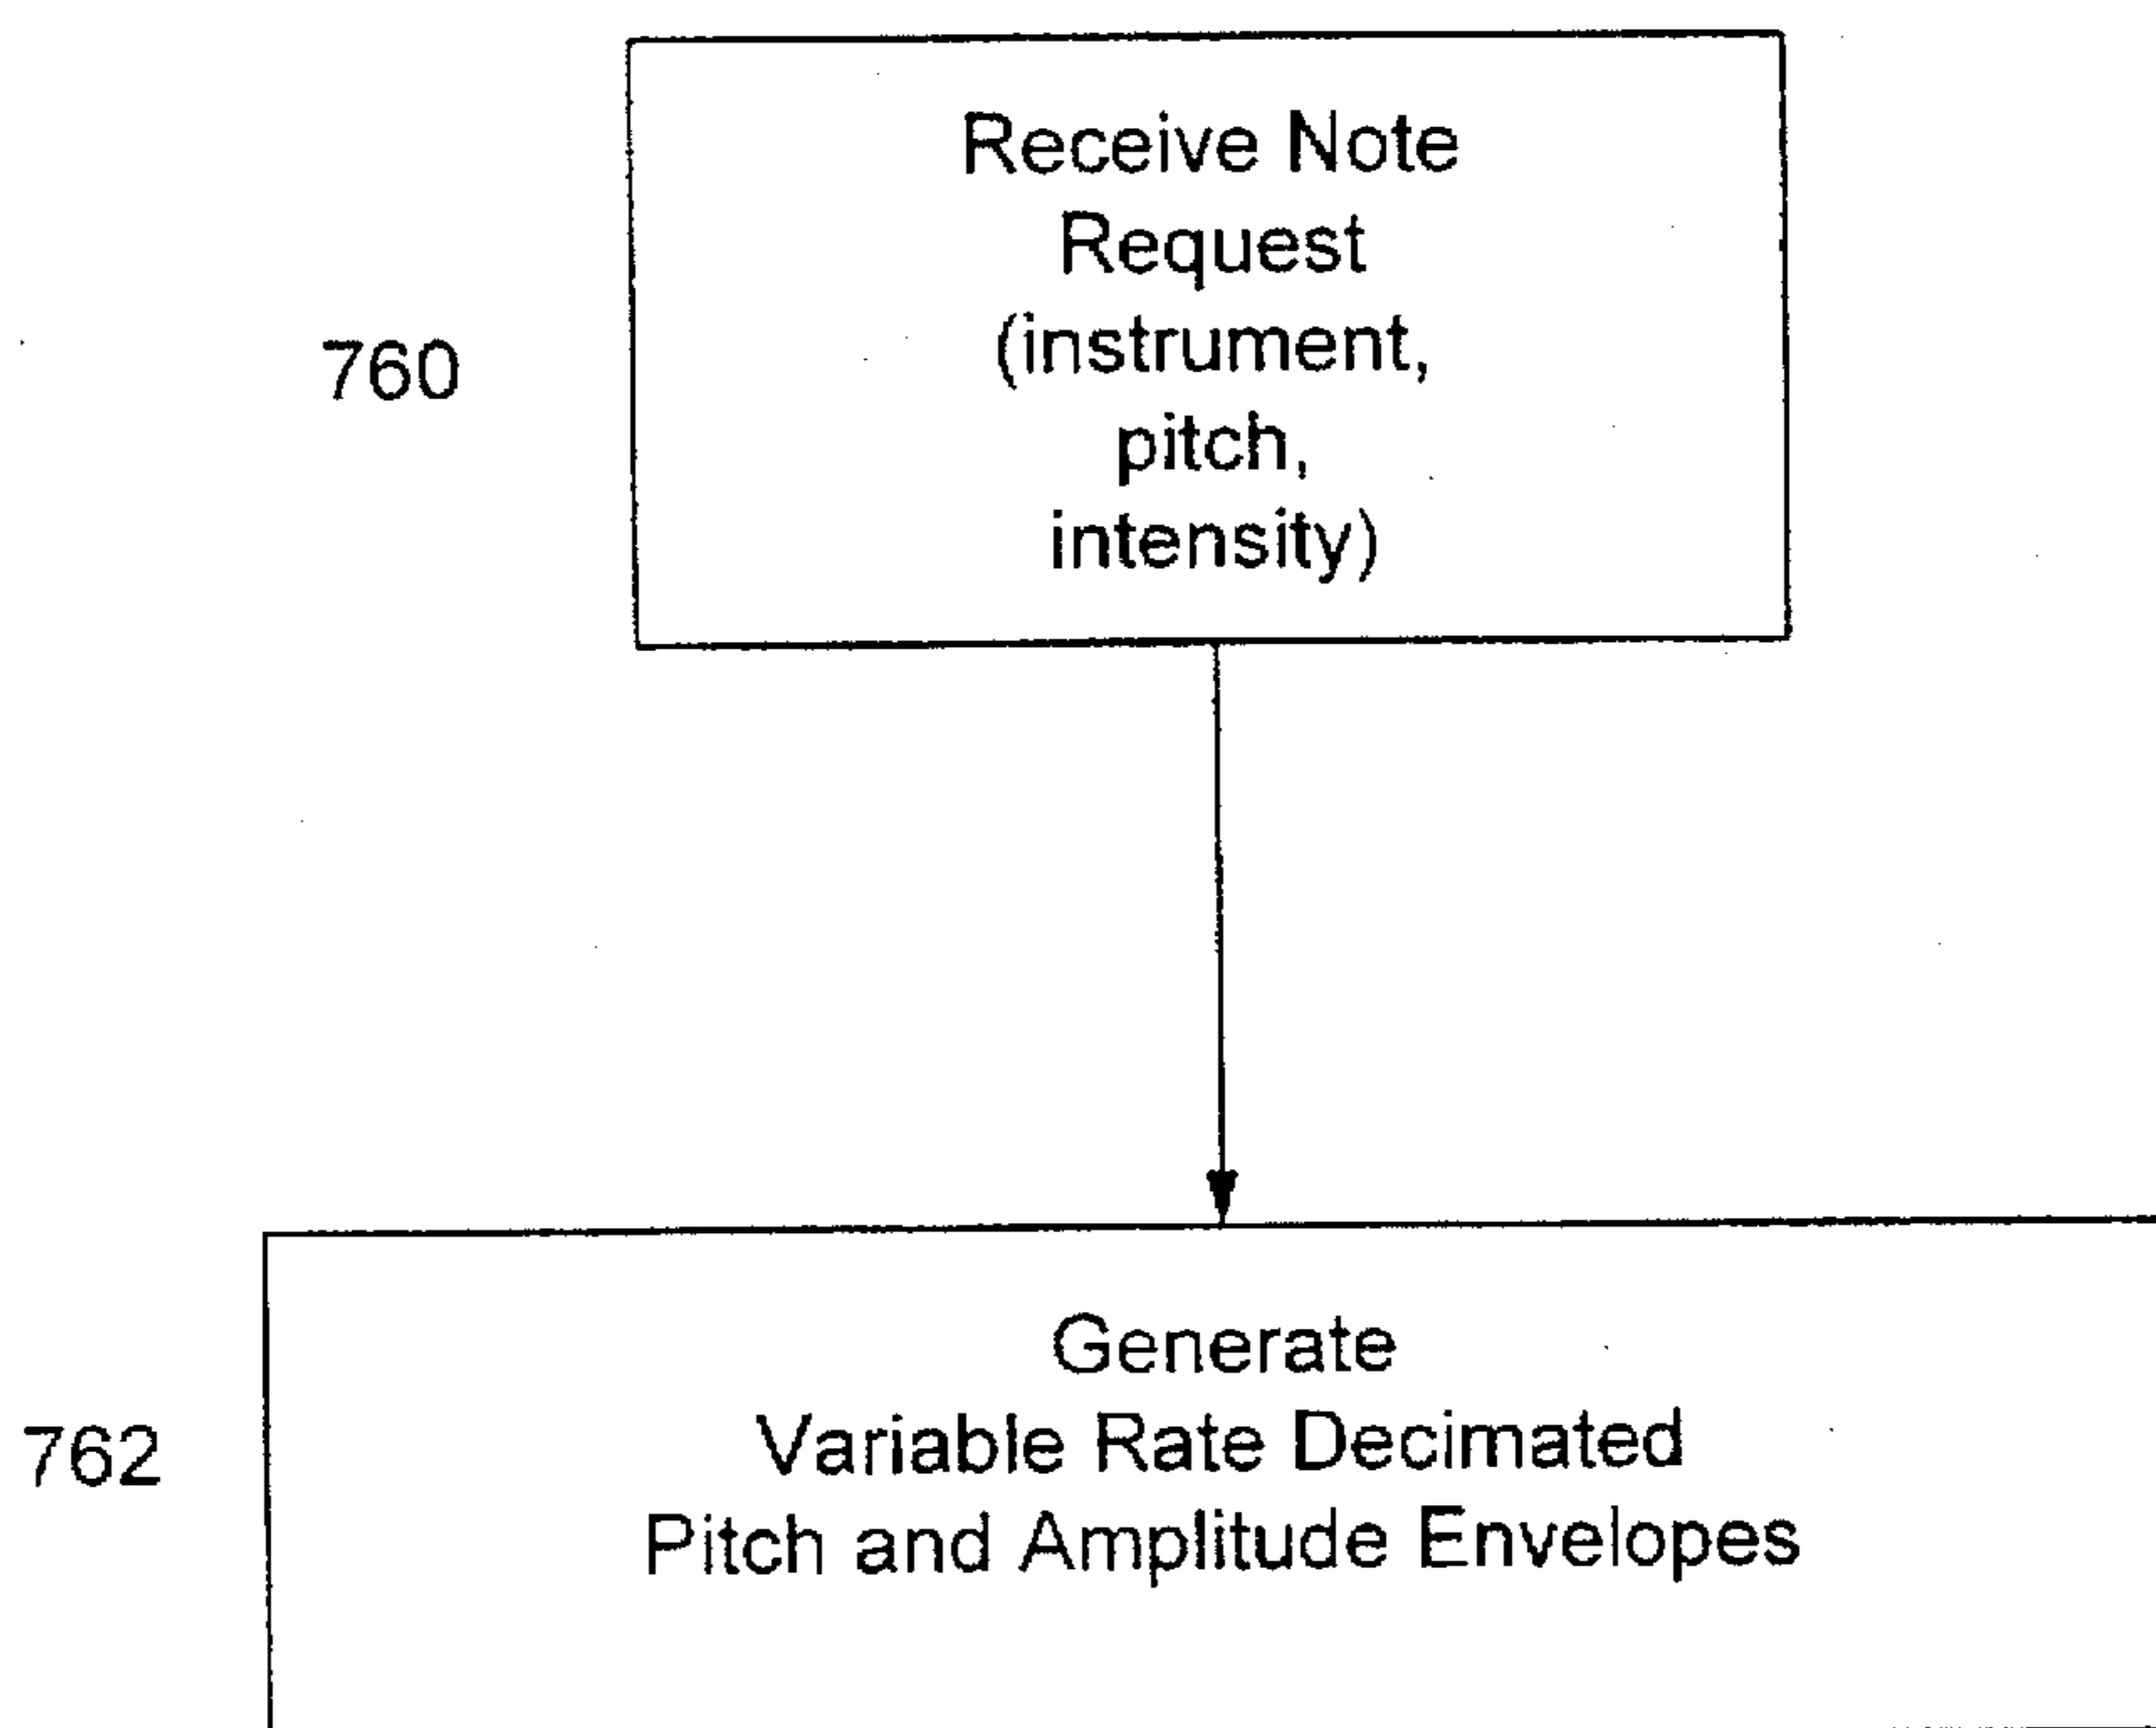 Receive Note
Request
(instrument,
760
pitch,
intensity)
Generate
Variable Rate Decimated
762
Pitch and Amplitude Envelopes